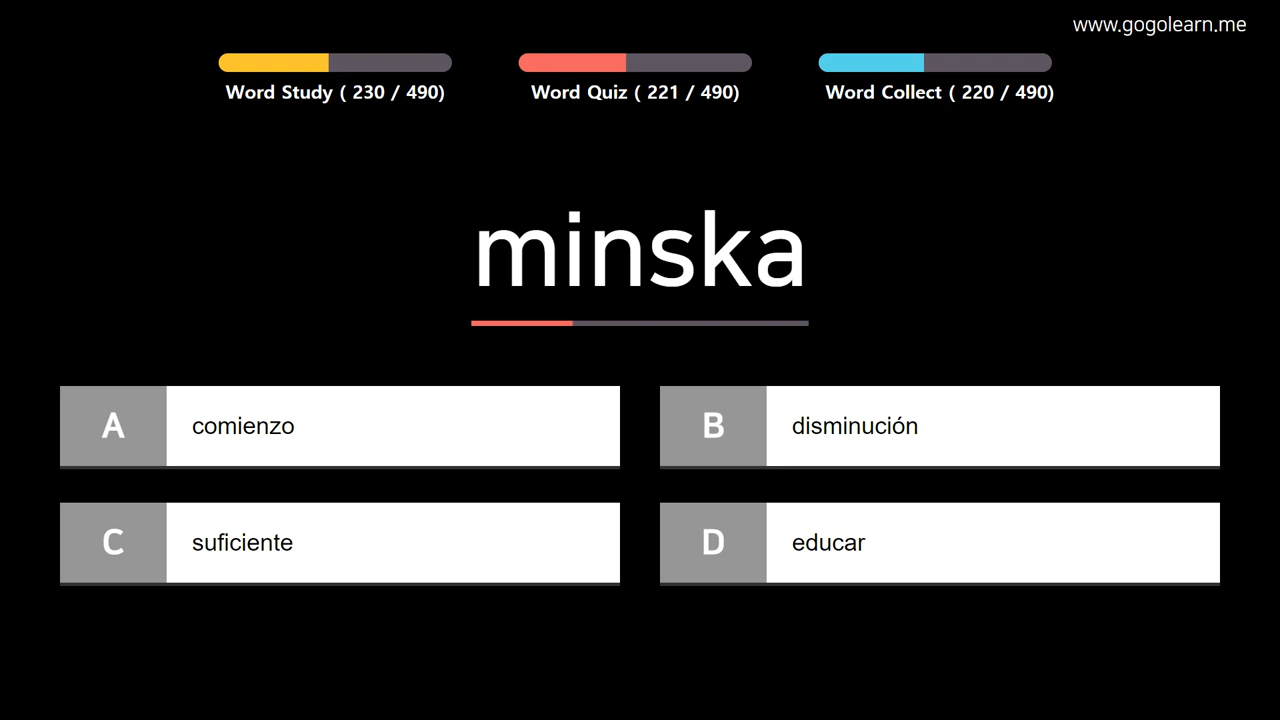 www.gogolearn.me
Word Study ( 230 / 490)
Word Quiz ( 221 / 490)
Word Collect ( 220 / 490)
minska
A comienzo
B disminución
C suficiente
D educar